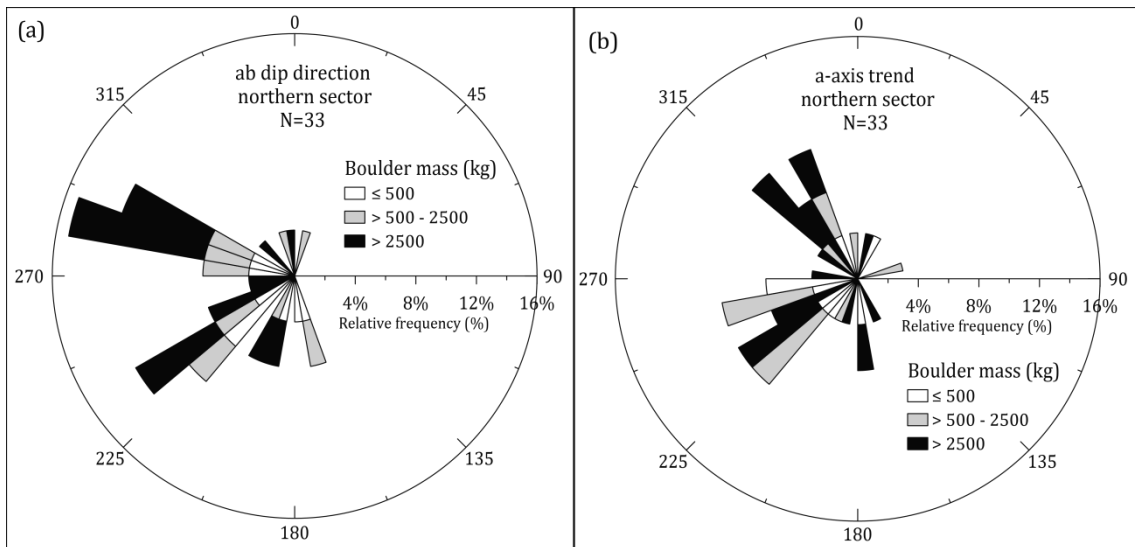 (a)
0
45
90
135
180
225
270
315
ab dip direction
northern sector
N=33
Boulder mass (kg)
≤ 500
> 500 - 2500
> 2500
4% 8% 12% 16%
Relative frequency (%)
(b)
0
45
90
135
180
225
270
315
a-axis trend
northern sector
N=33
4% 8% 12% 16%
Relative frequency (%)
Boulder mass (kg)
≤ 500
> 500 - 2500
> 2500